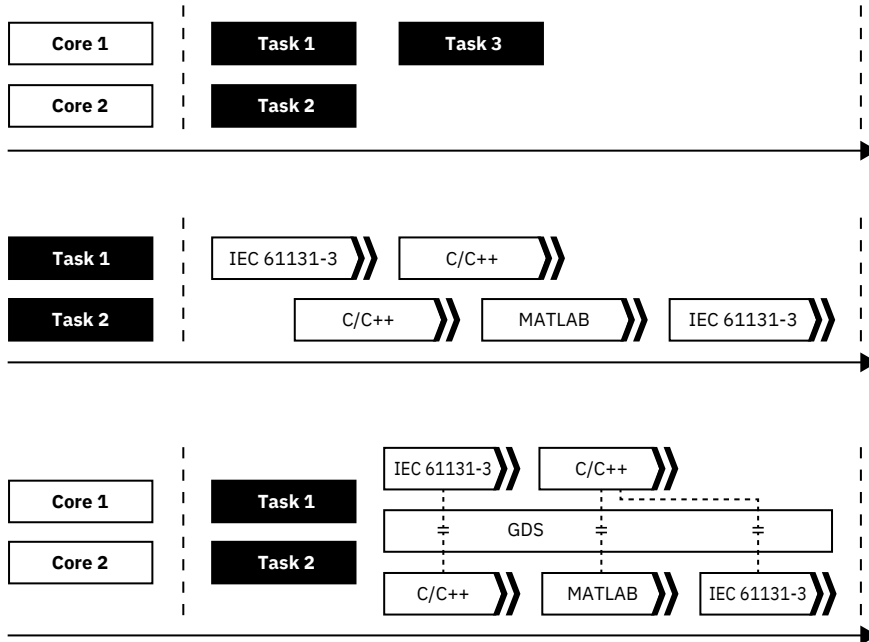 Core 1 Task 1 Task 3
Core 2 Task 2
Task 1 IEC 61131-3 C/C++
Task 2 C/C++ MATLAB IEC 61131-3
IEC 61131-3 C/C++
Core 1 Task 1
GDS
Core 2 Task 2
C/C++ MATLAB IEC 61131-3